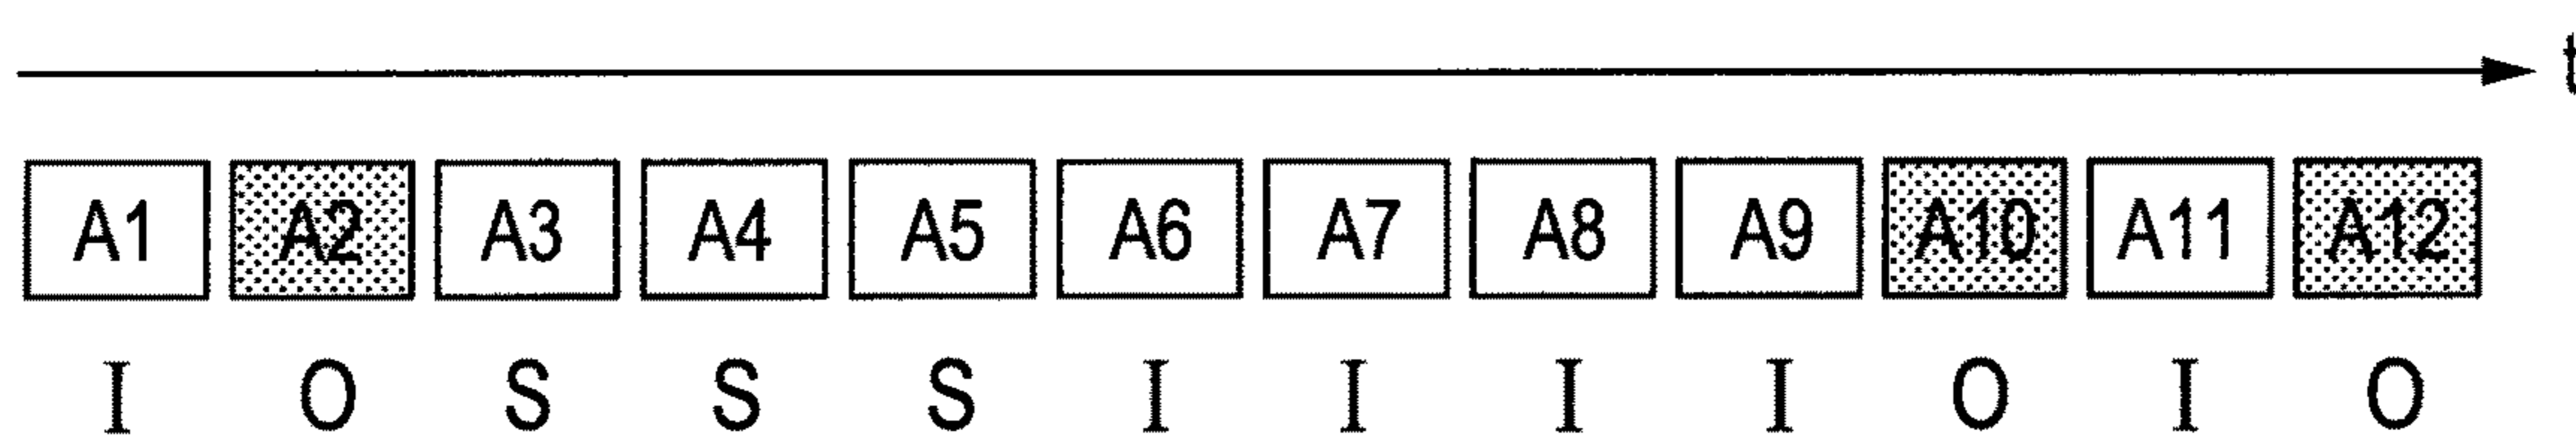 t
A1 A2 A3 A4 A5 A6 A7 A8 A9 A10 A11 A12
I O S S S I I I I O I O